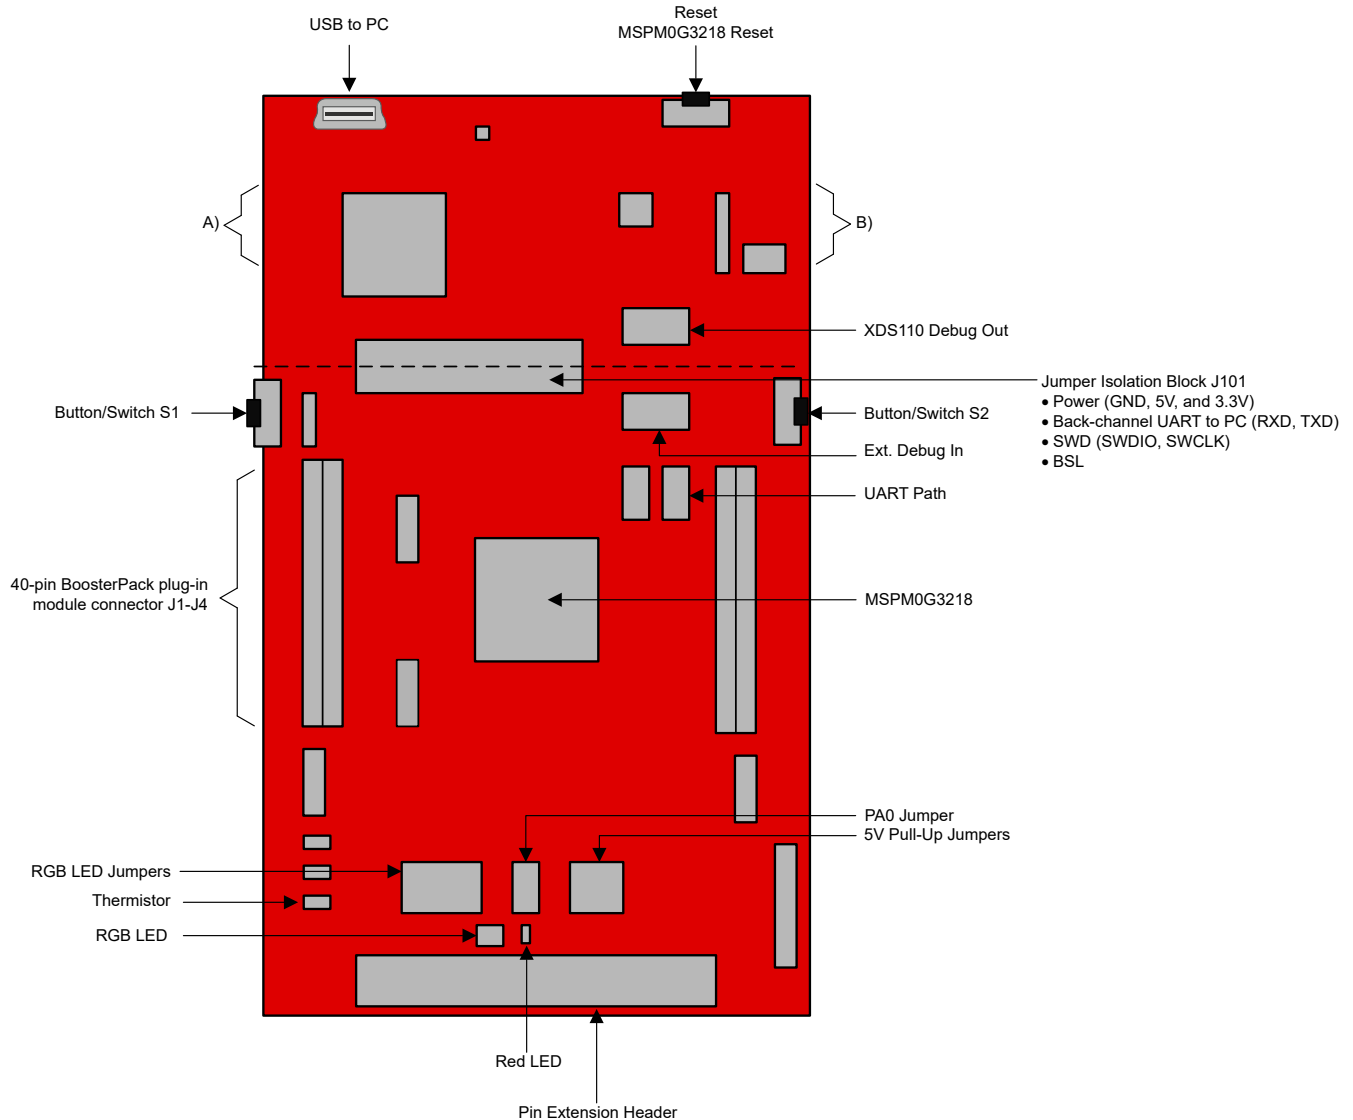 Reset
MSPM0G3218 Reset
USB to PC
A)
B)
XDS110 Debug Out
Jumper Isolation Block J101
• Power (GND, 5V, and 3.3V)
• Back-channel UART to PC (RXD, TXD)
• SWD (SWDIO, SWCLK)
• BSL
Button/Switch S1
Button/Switch S2
Ext. Debug In
UART Path
40-pin BoosterPack plug-in
module connector J1-J4
MSPM0G3218
PA0 Jumper
5V Pull-Up Jumpers
RGB LED Jumpers
Thermistor
RGB LED
Red LED
Pin Extension Header